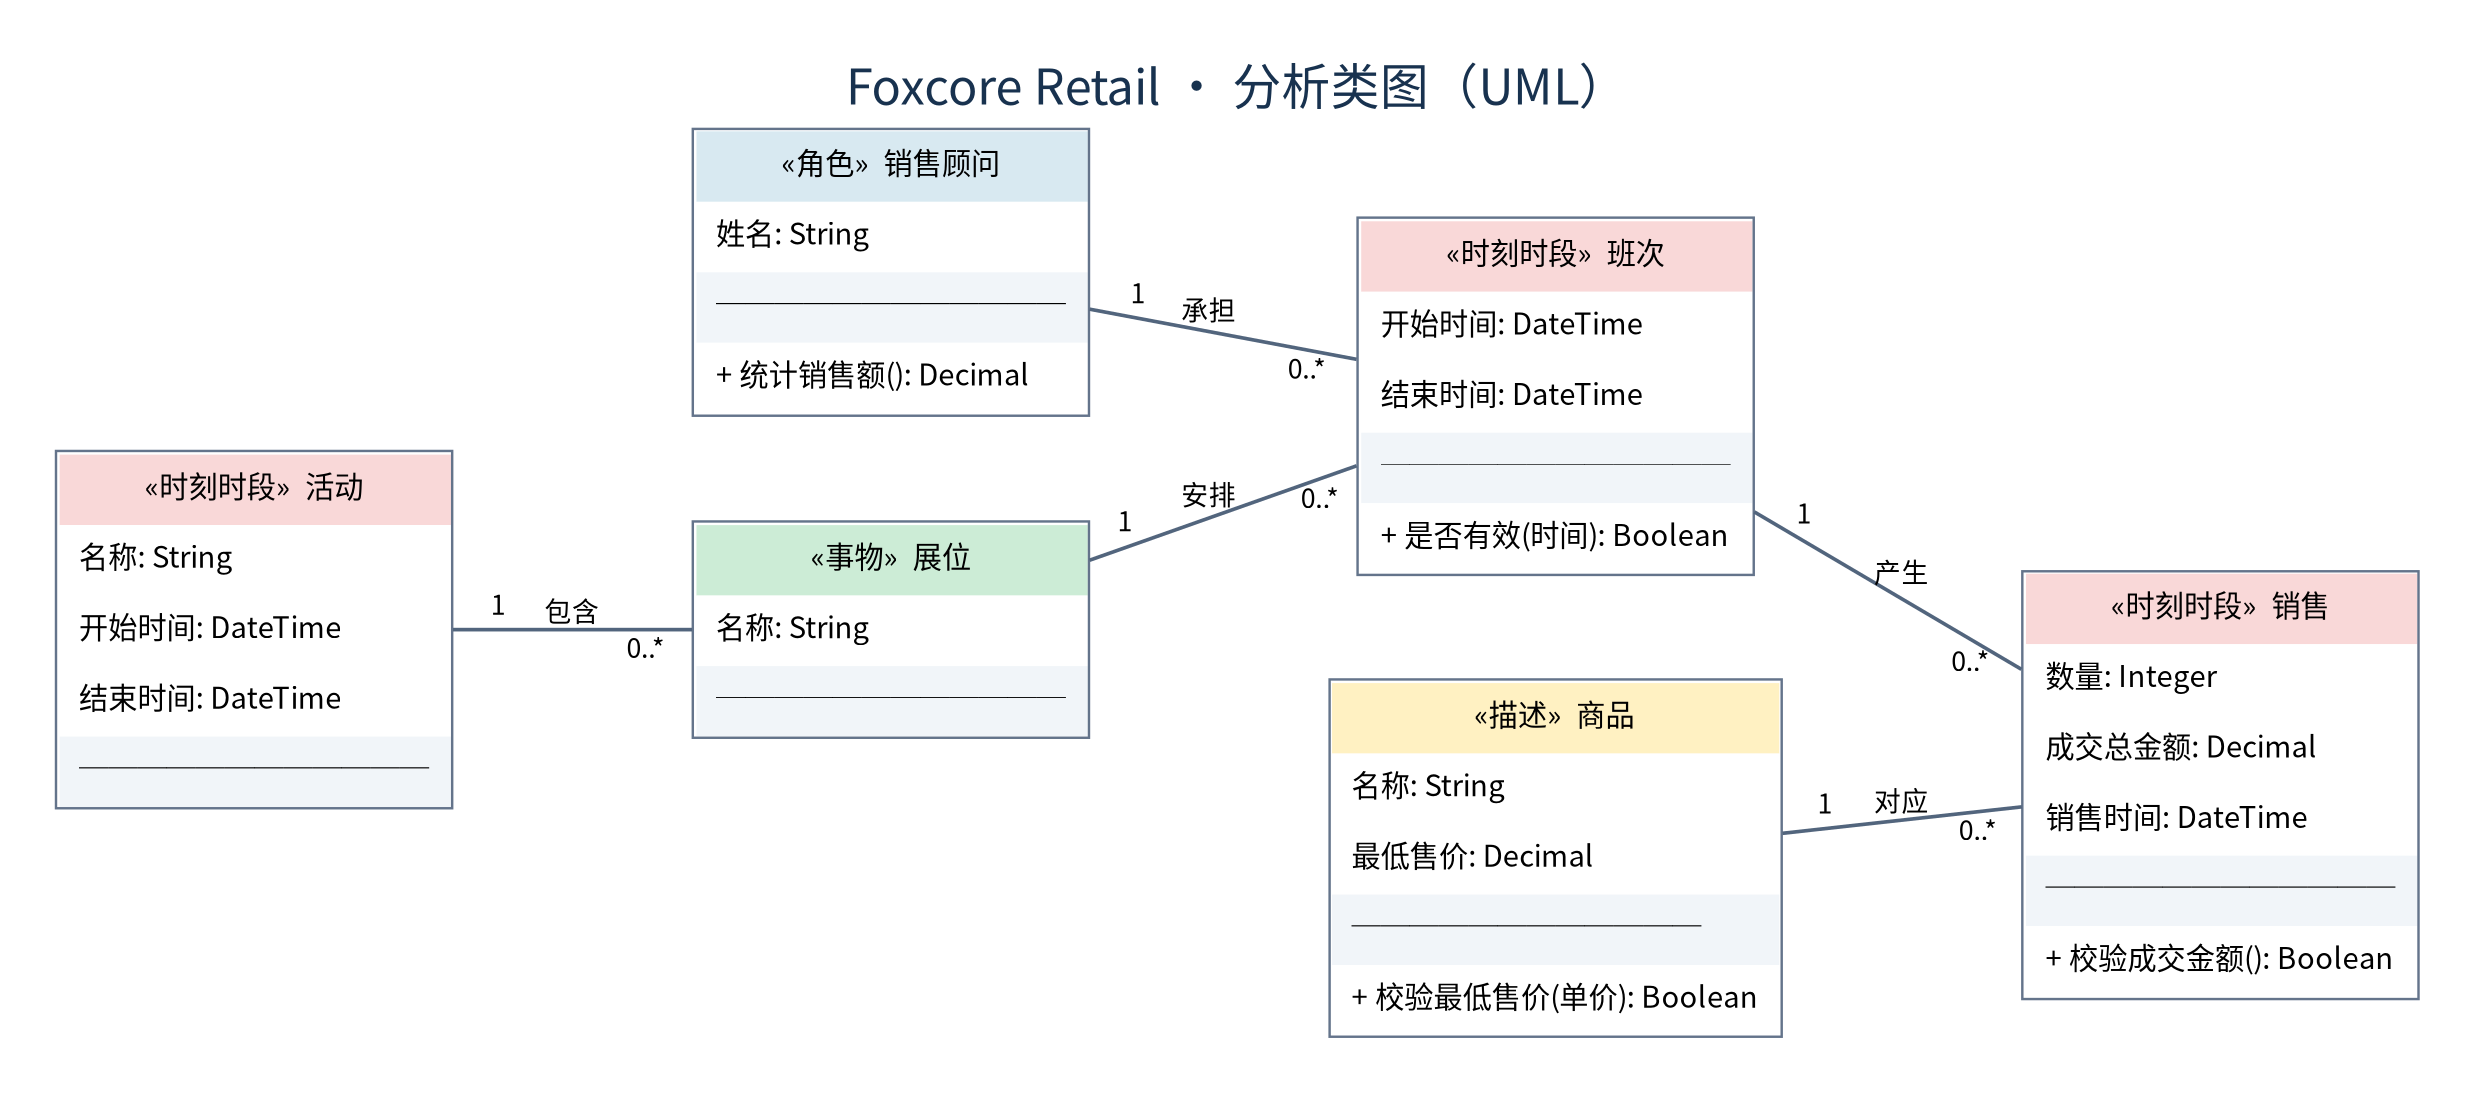 Foxcore Retail · 分析类图（UML）
«角色» 销售顾问
姓名: String
+ 统计销售额(): Decimal
«时刻时段» 班次
开始时间: DateTime
结束时间: DateTime
+ 是否有效(时间): Boolean
1
承担
0..*
«时刻时段» 活动
名称: String
开始时间: DateTime
结束时间: DateTime
1
包含
0..*
«事物» 展位
名称: String
1
安排
0..*
1
产生
0..*
«时刻时段» 销售
数量: Integer
成交总金额: Decimal
销售时间: DateTime
+ 校验成交金额(): Boolean
«描述» 商品
名称: String
最低售价: Decimal
+ 校验最低售价(单价): Boolean
1
对应
0..*